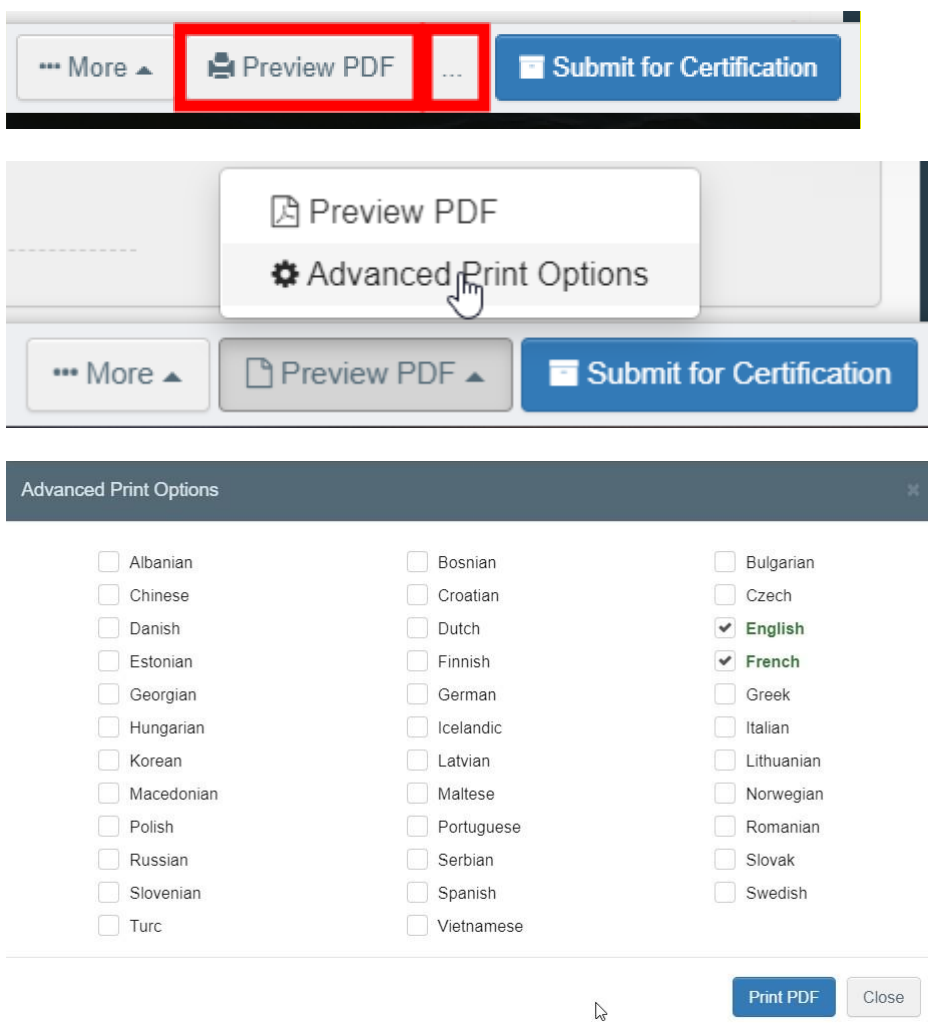 More Preview PDF ... Submit for Certification
Preview PDF
Advanced Print Options
More Preview PDF Submit for Certification
Advanced Print Options
Albanian Bosnian Bulgarian
Chinese Croatian Czech
Danish Dutch English
Estonian Finnish French
Georgian German Greek
Hungarian Icelandic Italian
Korean Latvian Lithuanian
Macedonian Maltese Norwegian
Polish Portuguese Romanian
Russian Serbian Slovak
Slovenian Spanish Swedish
Turc Vietnamese
Print PDF Close